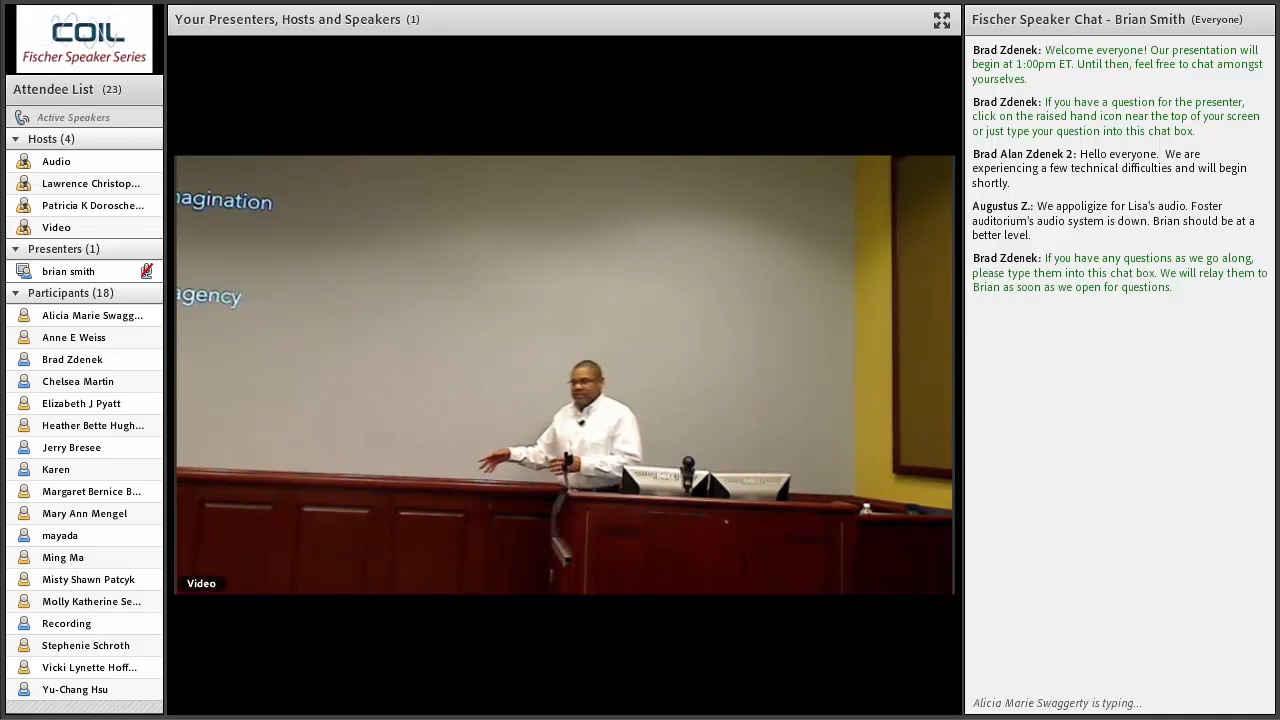 COIL
Fischer Speaker Series
Attendee List (23)
Active Speakers
Hosts (4)
Audio
Lawrence Christop...
Patricia K Dorosche...
Video
Presenters (1)
brian smith
Participants (18)
Alicia Marie Swagg...
Anne E Weiss
Brad Zdenek
Chelsea Martin
Elizabeth J Pyatt
Heather Bette Hugh...
Jerry Bresee
Karen
Margaret Bernice B...
Mary Ann Mengel
mayada
Ming Ma
Misty Shawn Patcyk
Molly Katherine Se...
Recording
Stephenie Schroth
Vicki Lynette Hoff...
Yu-Chang Hsu
Your Presenters, Hosts and Speakers (1)
magination
agency
Video
Fischer Speaker Chat - Brian Smith (Everyone)
Brad Zdenek: Welcome everyone! Our presentation will
begin at 1:00pm ET. Until then, feel free to chat amongst
yourselves.
Brad Zdenek: If you have a question for the presenter,
click on the raised hand icon near the top of your screen
or just type your question into this chat box.
Brad Alan Zdenek 2: Hello everyone. We are
experiencing a few technical difficulties and will begin
shortly.
Augustus Z.: We appoligize for Lisa's audio. Foster
auditorium's audio system is down. Brian should be at a
better level.
Brad Zdenek: If you have any questions as we go along,
please type them into this chat box. We will relay them to
Brian as soon as we open for questions.
Alicia Marie Swaggerty is typing...